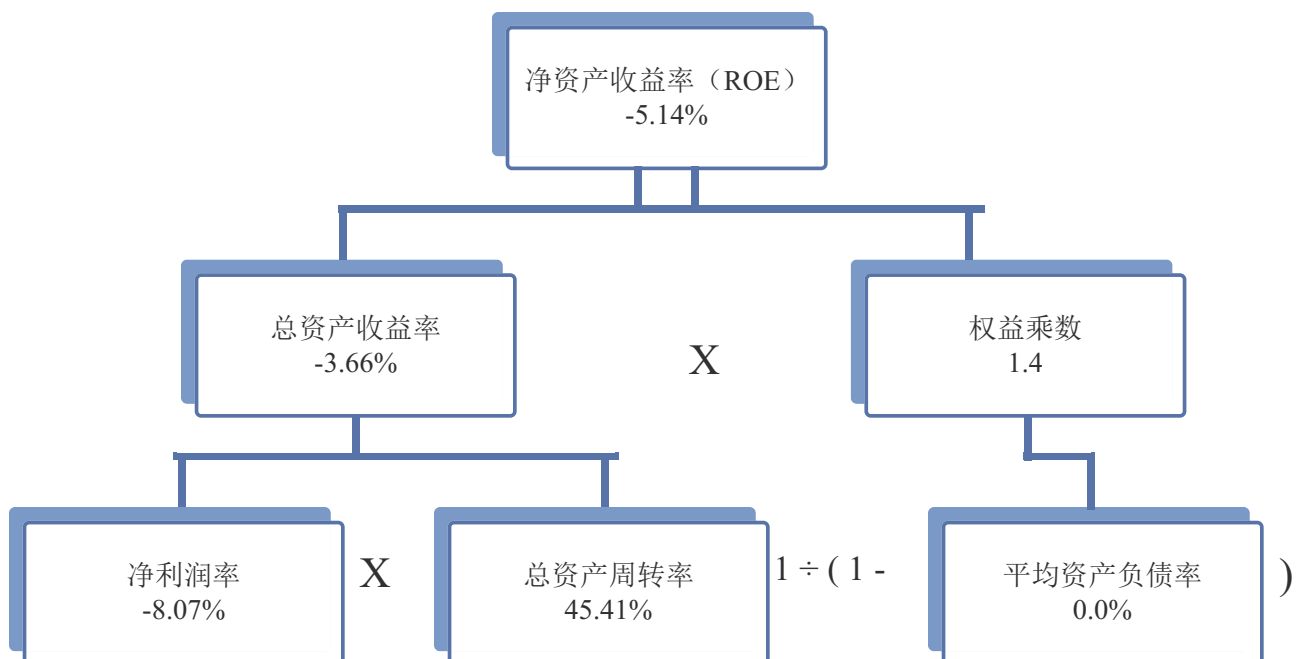 净资产收益率（ROE）
-5.14%
总资产收益率
-3.66%
X
权益乘数
1.4
净利润率
-8.07%
X
总资产周转率
45.41%
1 ÷ ( 1 -
平均资产负债率
0.0%
)